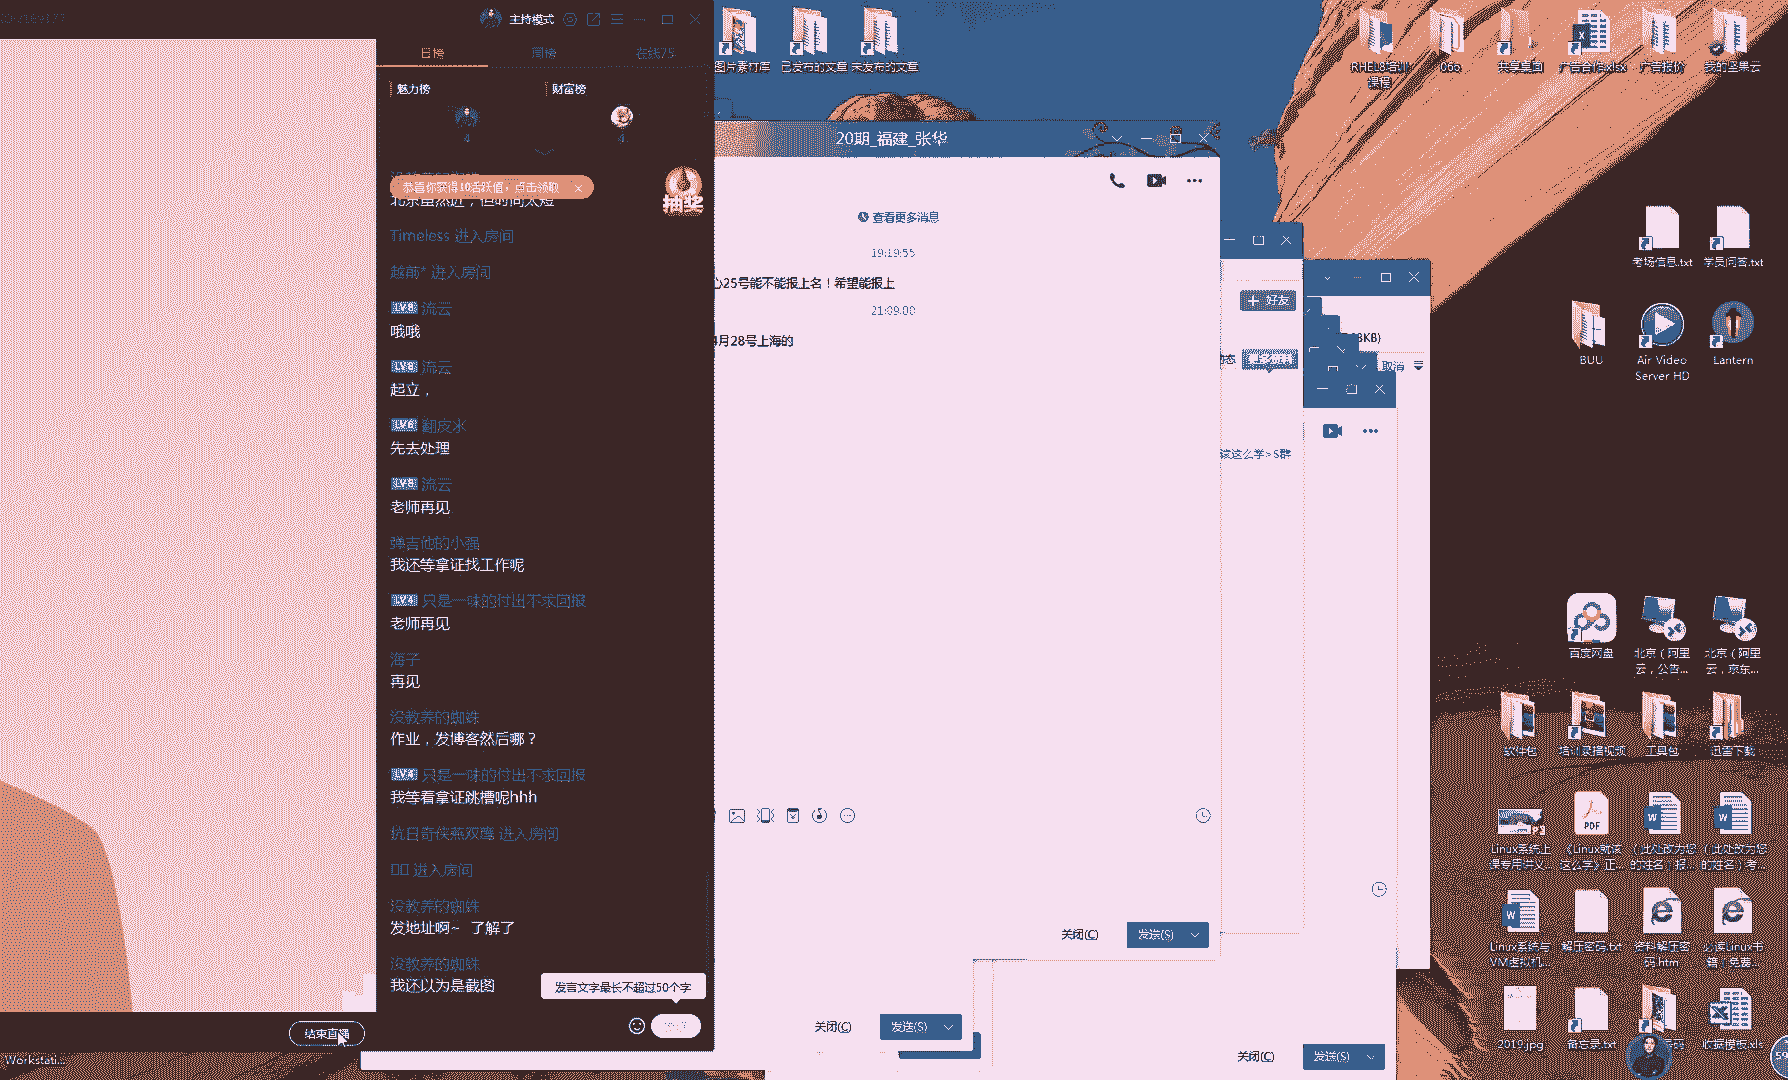 主持模式
日榜 周榜 在线75
魅力榜 财富榜
4 4
恭喜你获得10活跃值，点击领取
北京虽然近，但时间太短
抽奖
Timeless 进入房间
越前* 进入房间
流云
哦哦
流云
起立，
LV.6 翻皮水
先去处理
流云
老师再见
弹吉他的小强
我还等拿证找工作呢
LV.4 只是一味的付出不求回报
老师再见
海子
再见
没教养的蜘蛛
作业，发博客然后哪？
LV.4 只是一味的付出不求回报
我等着拿证跳槽呢hhh
抗日奇侠燕双鹰 进入房间
进入房间
没教养的蜘蛛
发地址啊~ 了解了
没教养的蜘蛛
我还以为是截图
发言文字最长不超过50个字
结束直播
Workstati...
图片素材库
已发布的文章
未发布的文章
20期_福建_张华
查看更多消息
19:19:55
心25号能不能报上名！希望能报上
21:09:00
月28号上海的
关闭(C) 发送(S)
关闭(C) 发送(S)
关闭(C) 发送(S)
好友
KB)
取消
读这么学>S群
RHEL8培训
课程
065
共享桌面
广告合作.xlsx
广告报价
我的坚果云
考场信息.txt
学员问答.txt
BUU
Air Video
Server HD
Lantern
百度网盘
北京（阿里
云，公告...
北京（阿里
云，京东...
软件包
培训录播视频
工具包
迅雷下载
Linux系统上
课专用讲义...
《Linux就该
这么学》正...
（此处改为您
的姓名）报...
（此处改为您
的姓名）考...
Linux系统与
VM虚拟机...
解压密码.txt
资料解压密
码.htm
必读Linux书
籍（免费...
2019.jpg
备忘录.txt
收据模板.xls
59